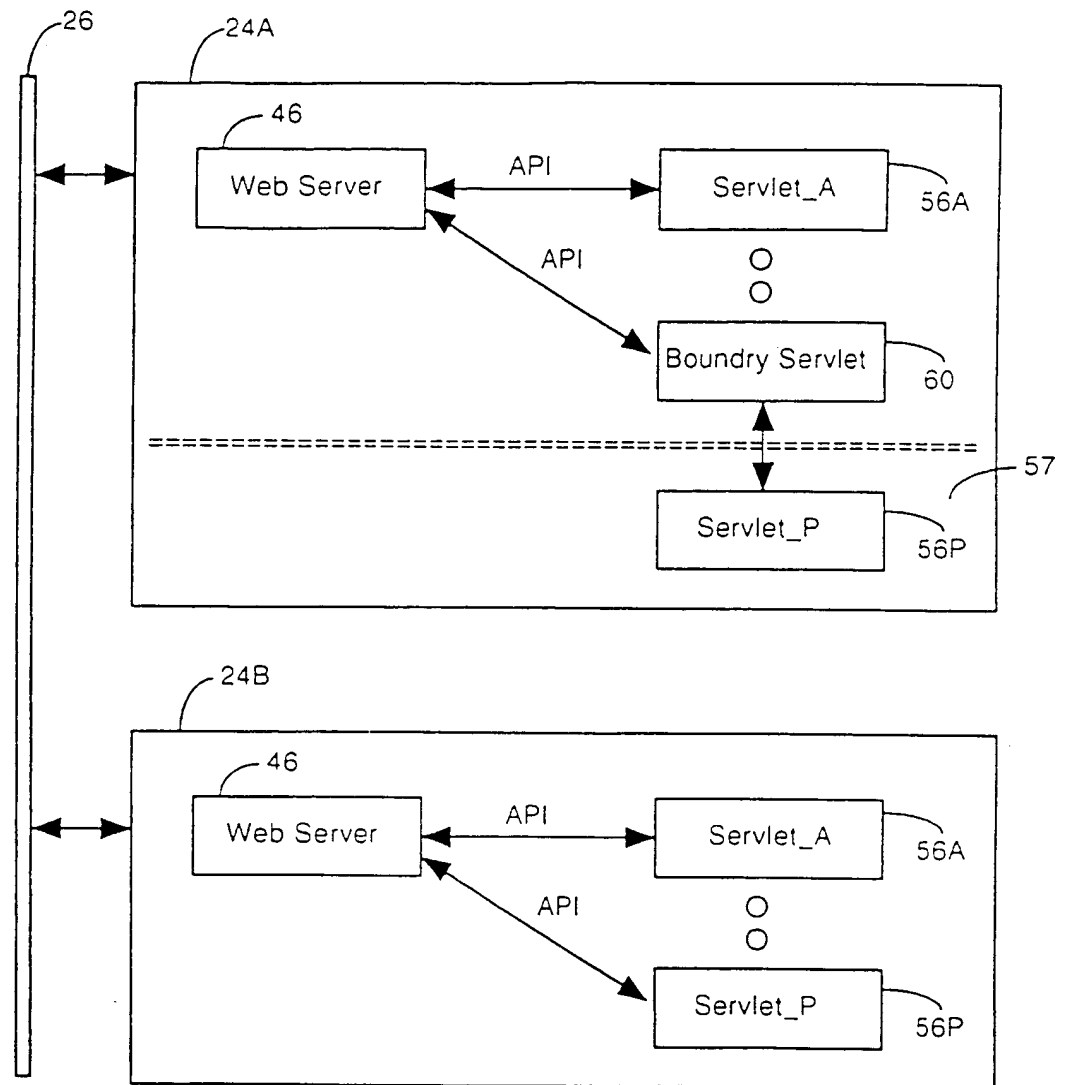 26
24A
46
Web Server
API
Servlet_A
56A
API
Boundry Servlet
60
57
Servlet_P
56P
24B
46
Web Server
API
Servlet_A
56A
API
Servlet_P
56P